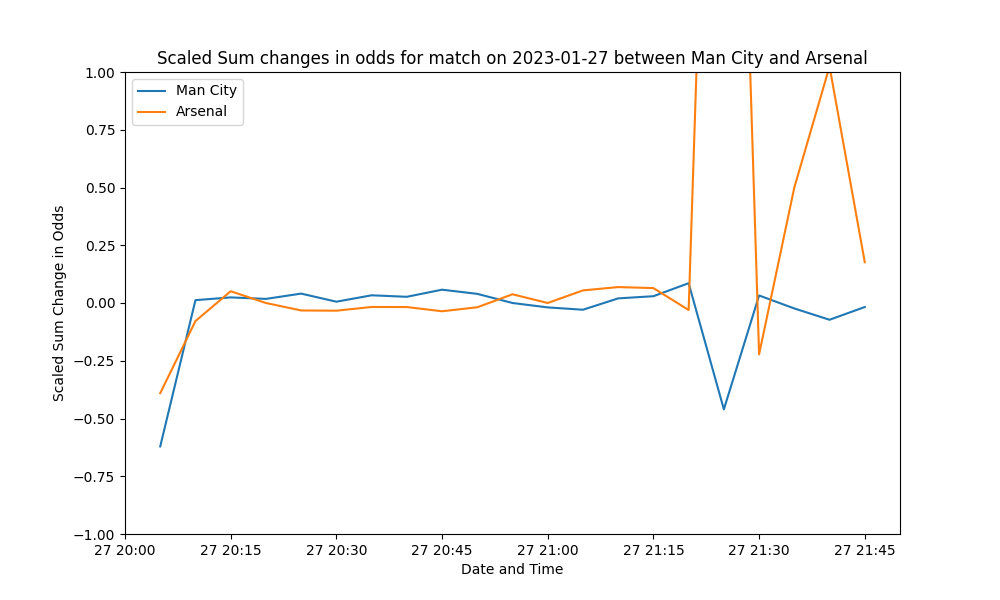 Scaled Sum changes in odds for match on 2023-01-27 between Man City and Arsenal
Man City
Arsenal
Scaled Sum Change in Odds
1.00
0.75
0.50
0.25
0.00
−0.25
−0.50
−0.75
−1.00
27 20:00 27 20:15 27 20:30 27 20:45 27 21:00 27 21:15 27 21:30 27 21:45
Date and Time